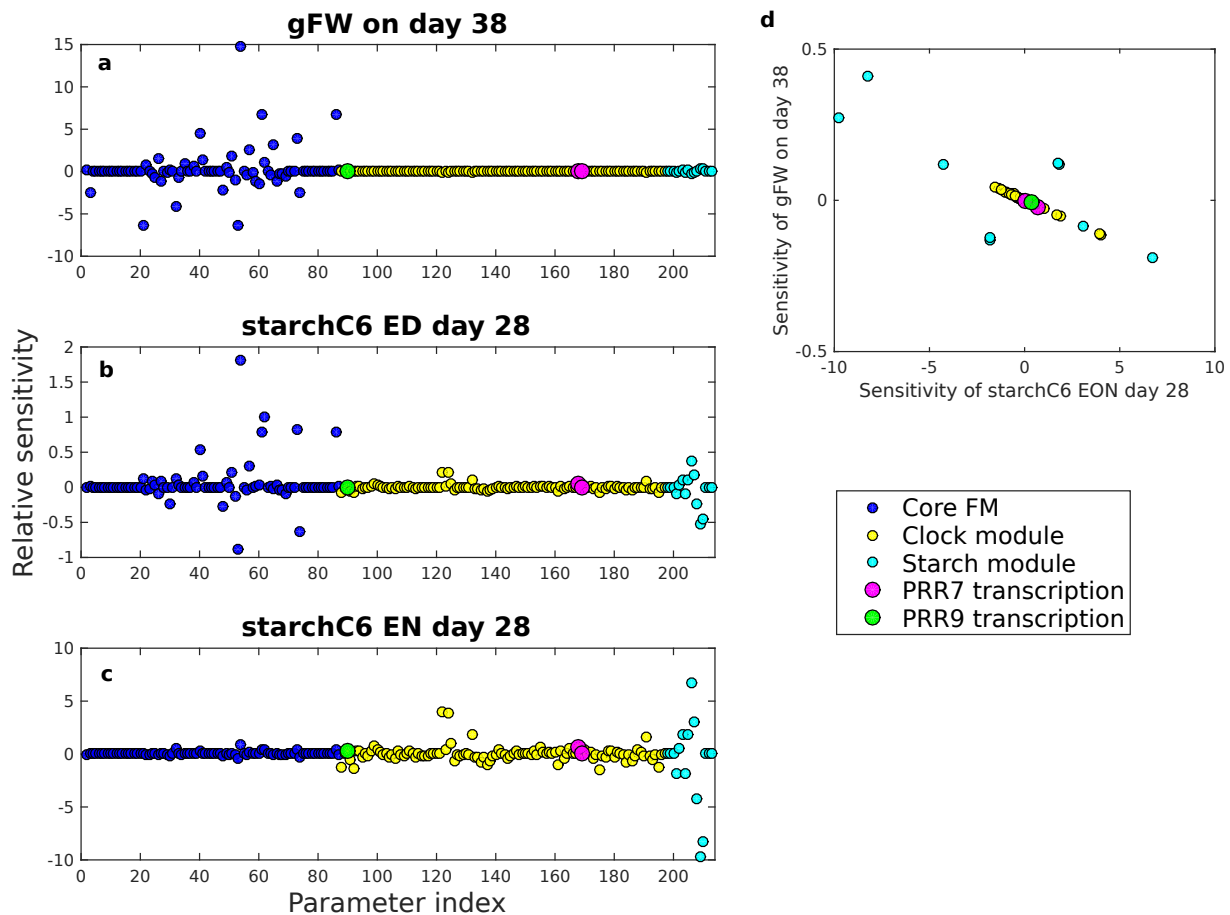 gFW on day 38
a
15
10
5
0
-5
-10
0 20 40 60 80 100 120 140 160 180 200
starchC6 ED day 28
b
2
1.5
1
0.5
0
-0.5
-1
0 20 40 60 80 100 120 140 160 180 200
Relative sensitivity
starchC6 EN day 28
c
10
5
0
-5
-10
0 20 40 60 80 100 120 140 160 180 200
Parameter index
d
0.5
0
-0.5
Sensitivity of gFW on day 38
-10 -5 0 5 10
Sensitivity of starchC6 EON day 28
Core FM
Clock module
Starch module
PRR7 transcription
PRR9 transcription